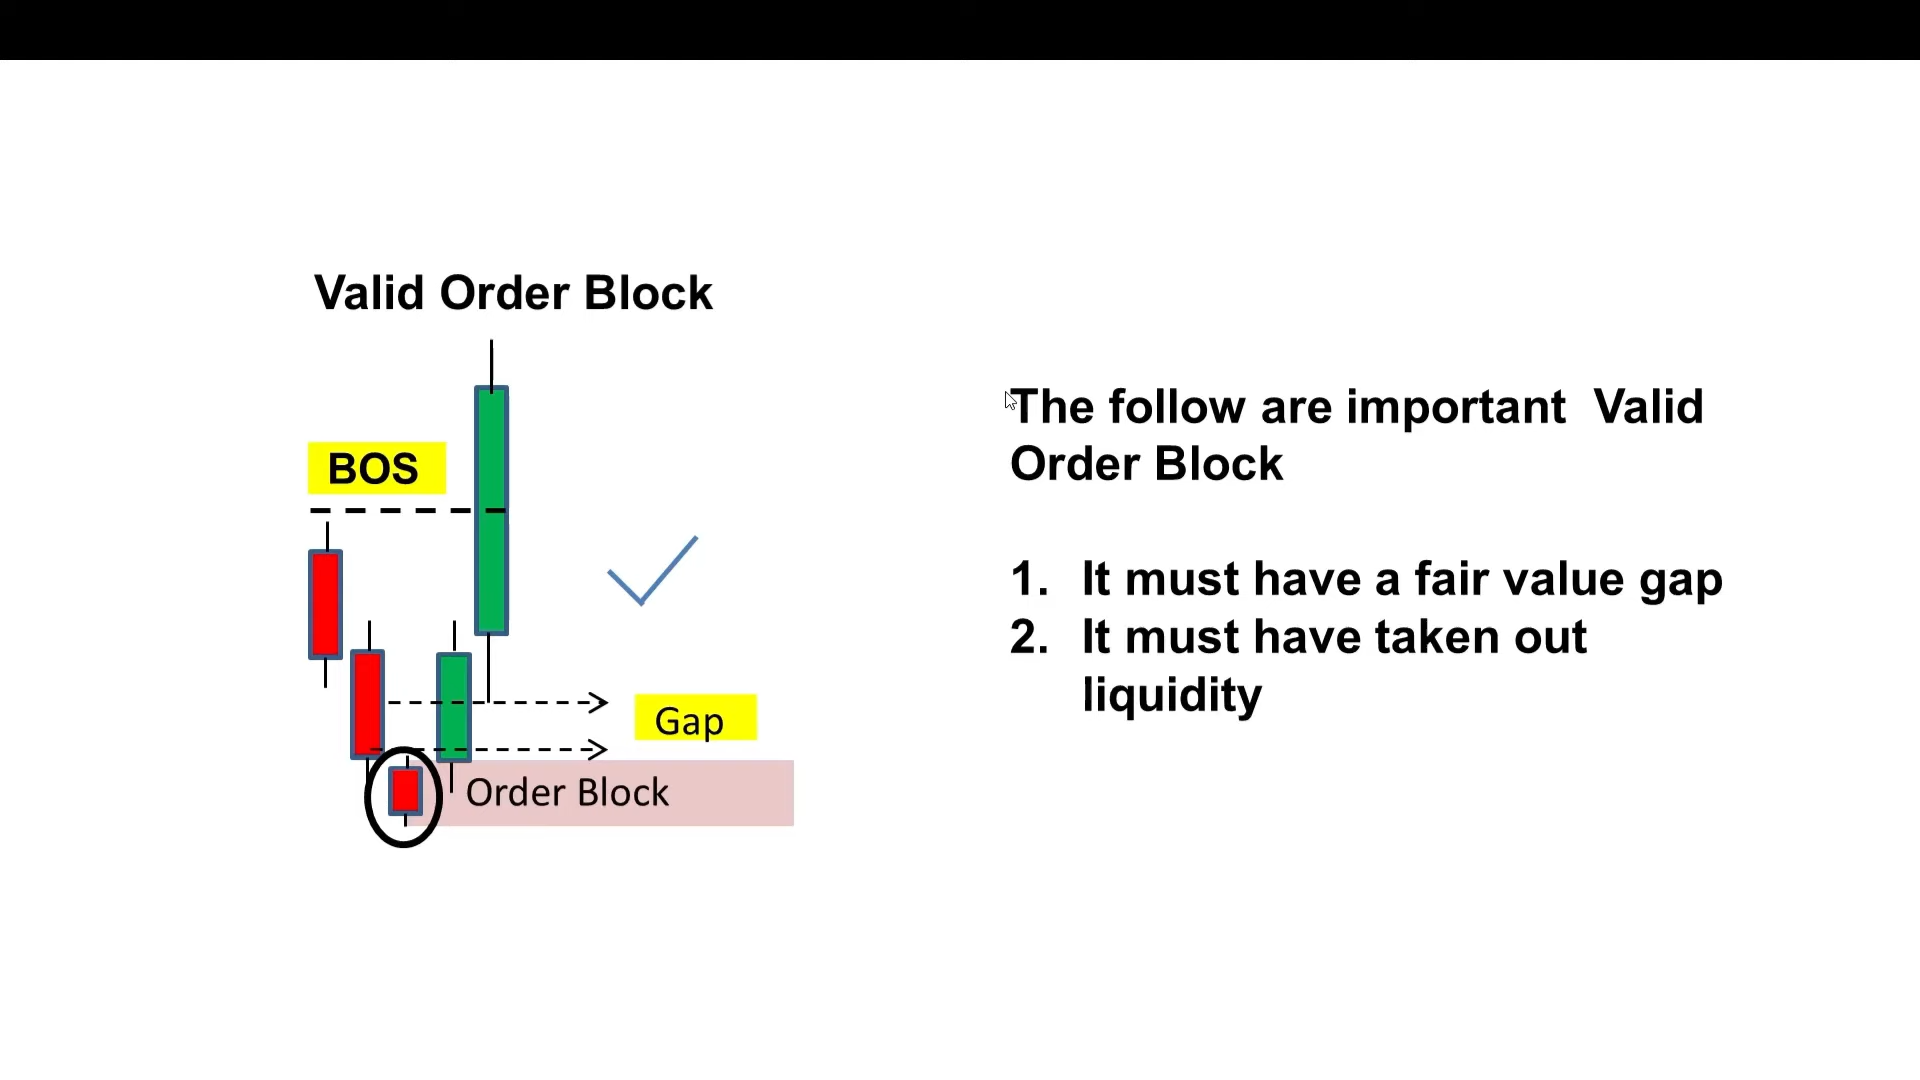 Valid Order Block
BOS
Gap
Order Block
The follow are important  Valid
Order Block
1. It must have a fair value gap
2. It must have taken out
liquidity